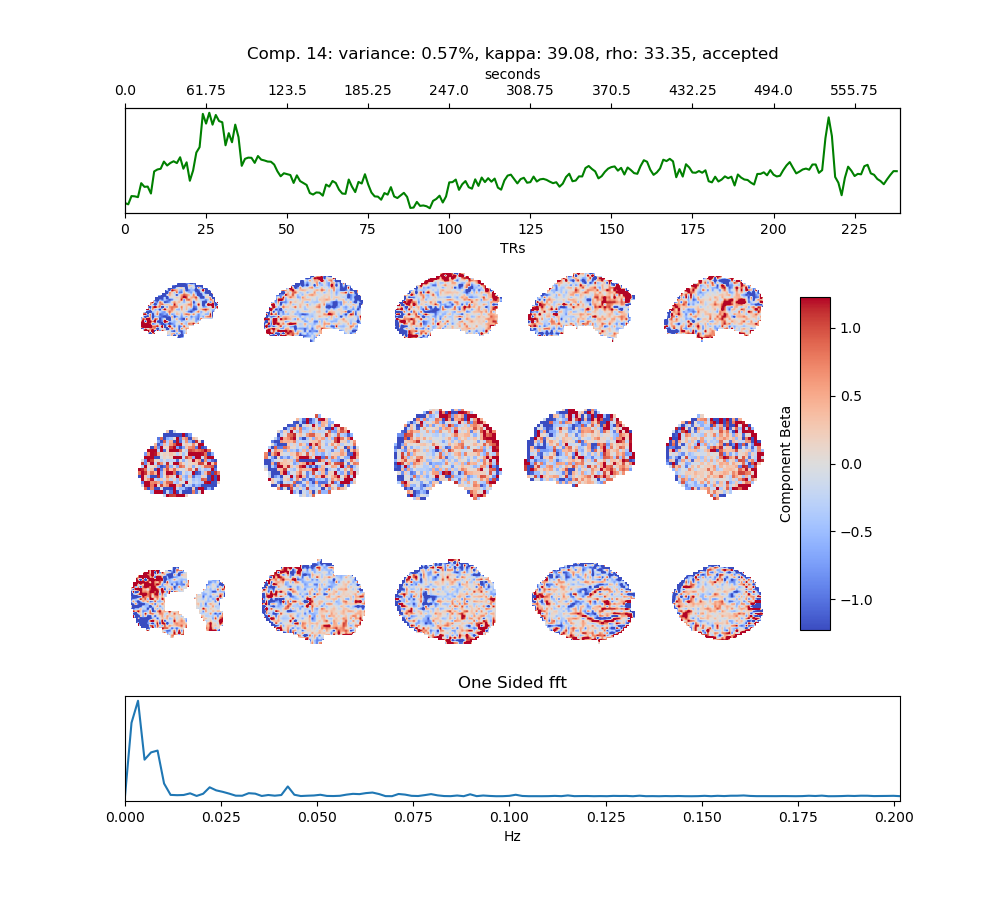 Comp. 14: variance: 0.57%, kappa: 39.08, rho: 33.35, accepted
seconds
0.0 61.75 123.5 185.25 247.0 308.75 370.5 432.25 494.0 555.75
0 25 50 75 100 125 150 175 200 225
TRs
1.0
0.5
0.0
−0.5
−1.0
Component Beta
One Sided fft
0.000 0.025 0.050 0.075 0.100 0.125 0.150 0.175 0.200
Hz